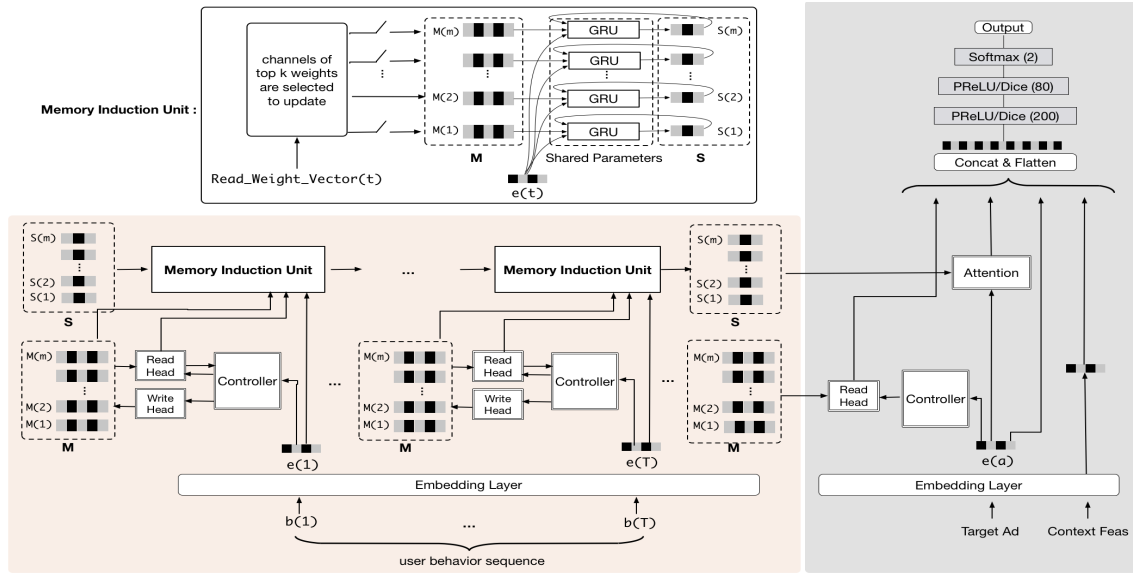 Memory Induction Unit :
channels of
top k weights
are selected
to update
Read_Weight_Vector(t)
M(m)
⋮
M(2)
M(1)
M
GRU
GRU
⋮
GRU
GRU
Shared Parameters
e(t)
S(m)
⋮
S(2)
S(1)
S
S(m)
⋮
S(2)
S(1)
S
Memory Induction Unit
...
Memory Induction Unit
S(m)
⋮
S(2)
S(1)
S
M(m)
⋮
M(2)
M(1)
M
Read
Head
Write
Head
Controller
...
e(1)
M(m)
⋮
M(2)
M(1)
M
Read
Head
Write
Head
Controller
...
e(T)
M(m)
⋮
M(2)
M(1)
M
Embedding Layer
b(1)
...
b(T)
user behavior sequence
Output
Softmax (2)
PReLU/Dice (80)
PReLU/Dice (200)
Concat & Flatten
Attention
Read
Head
Controller
e(a)
Embedding Layer
Target Ad
Context Feas